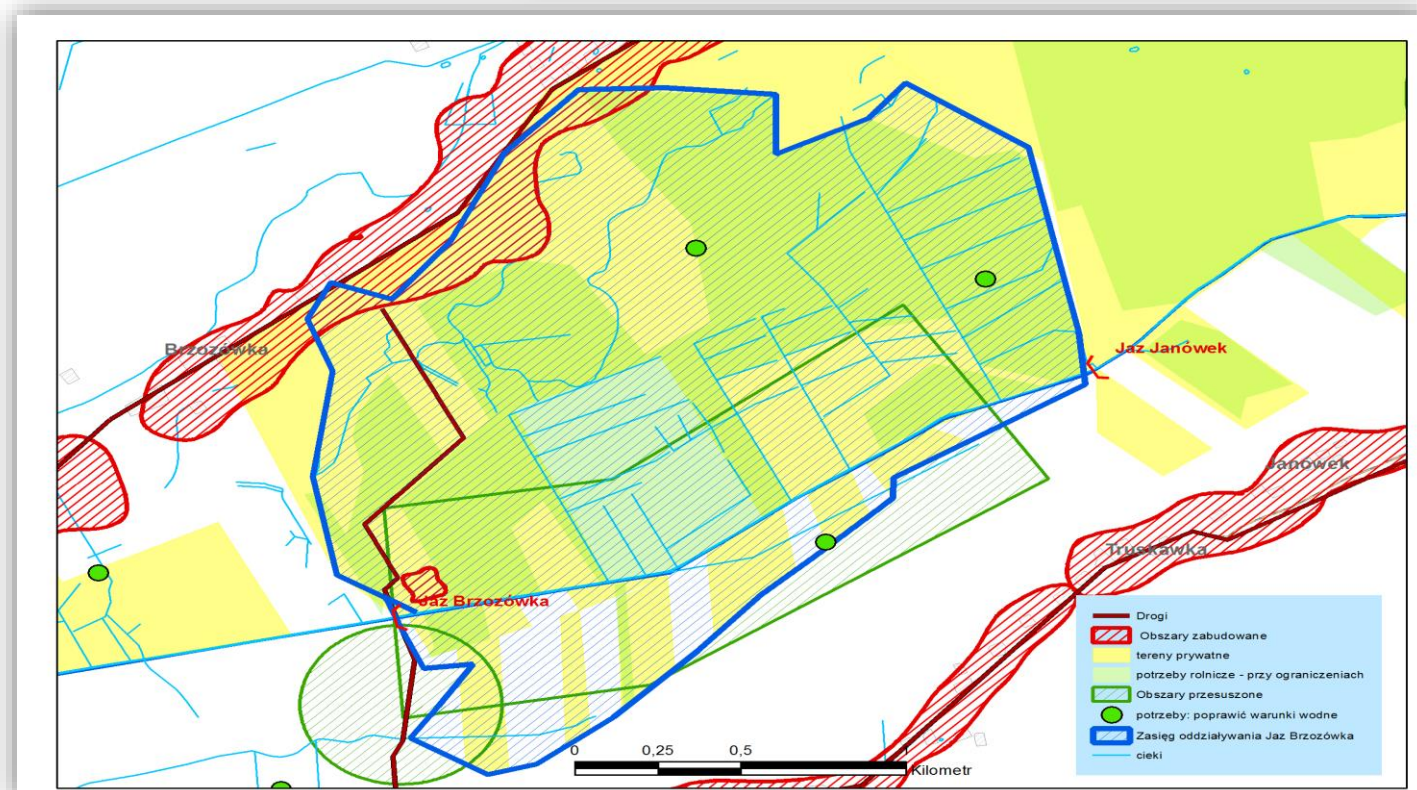 Brzozówka
Jaz Janówek
Janówek
Truskawka
Jaz Brzozówka
0 0,25 0,5 1
Kilometr
Drogi
Obszary zabudowane
tereny prywatne
potrzeby rolnicze - przy ograniczeniach
Obszary przesuszone
potrzeby: poprawić warunki wodne
Zasięg oddziaływania Jaz Brzozówka
cieki